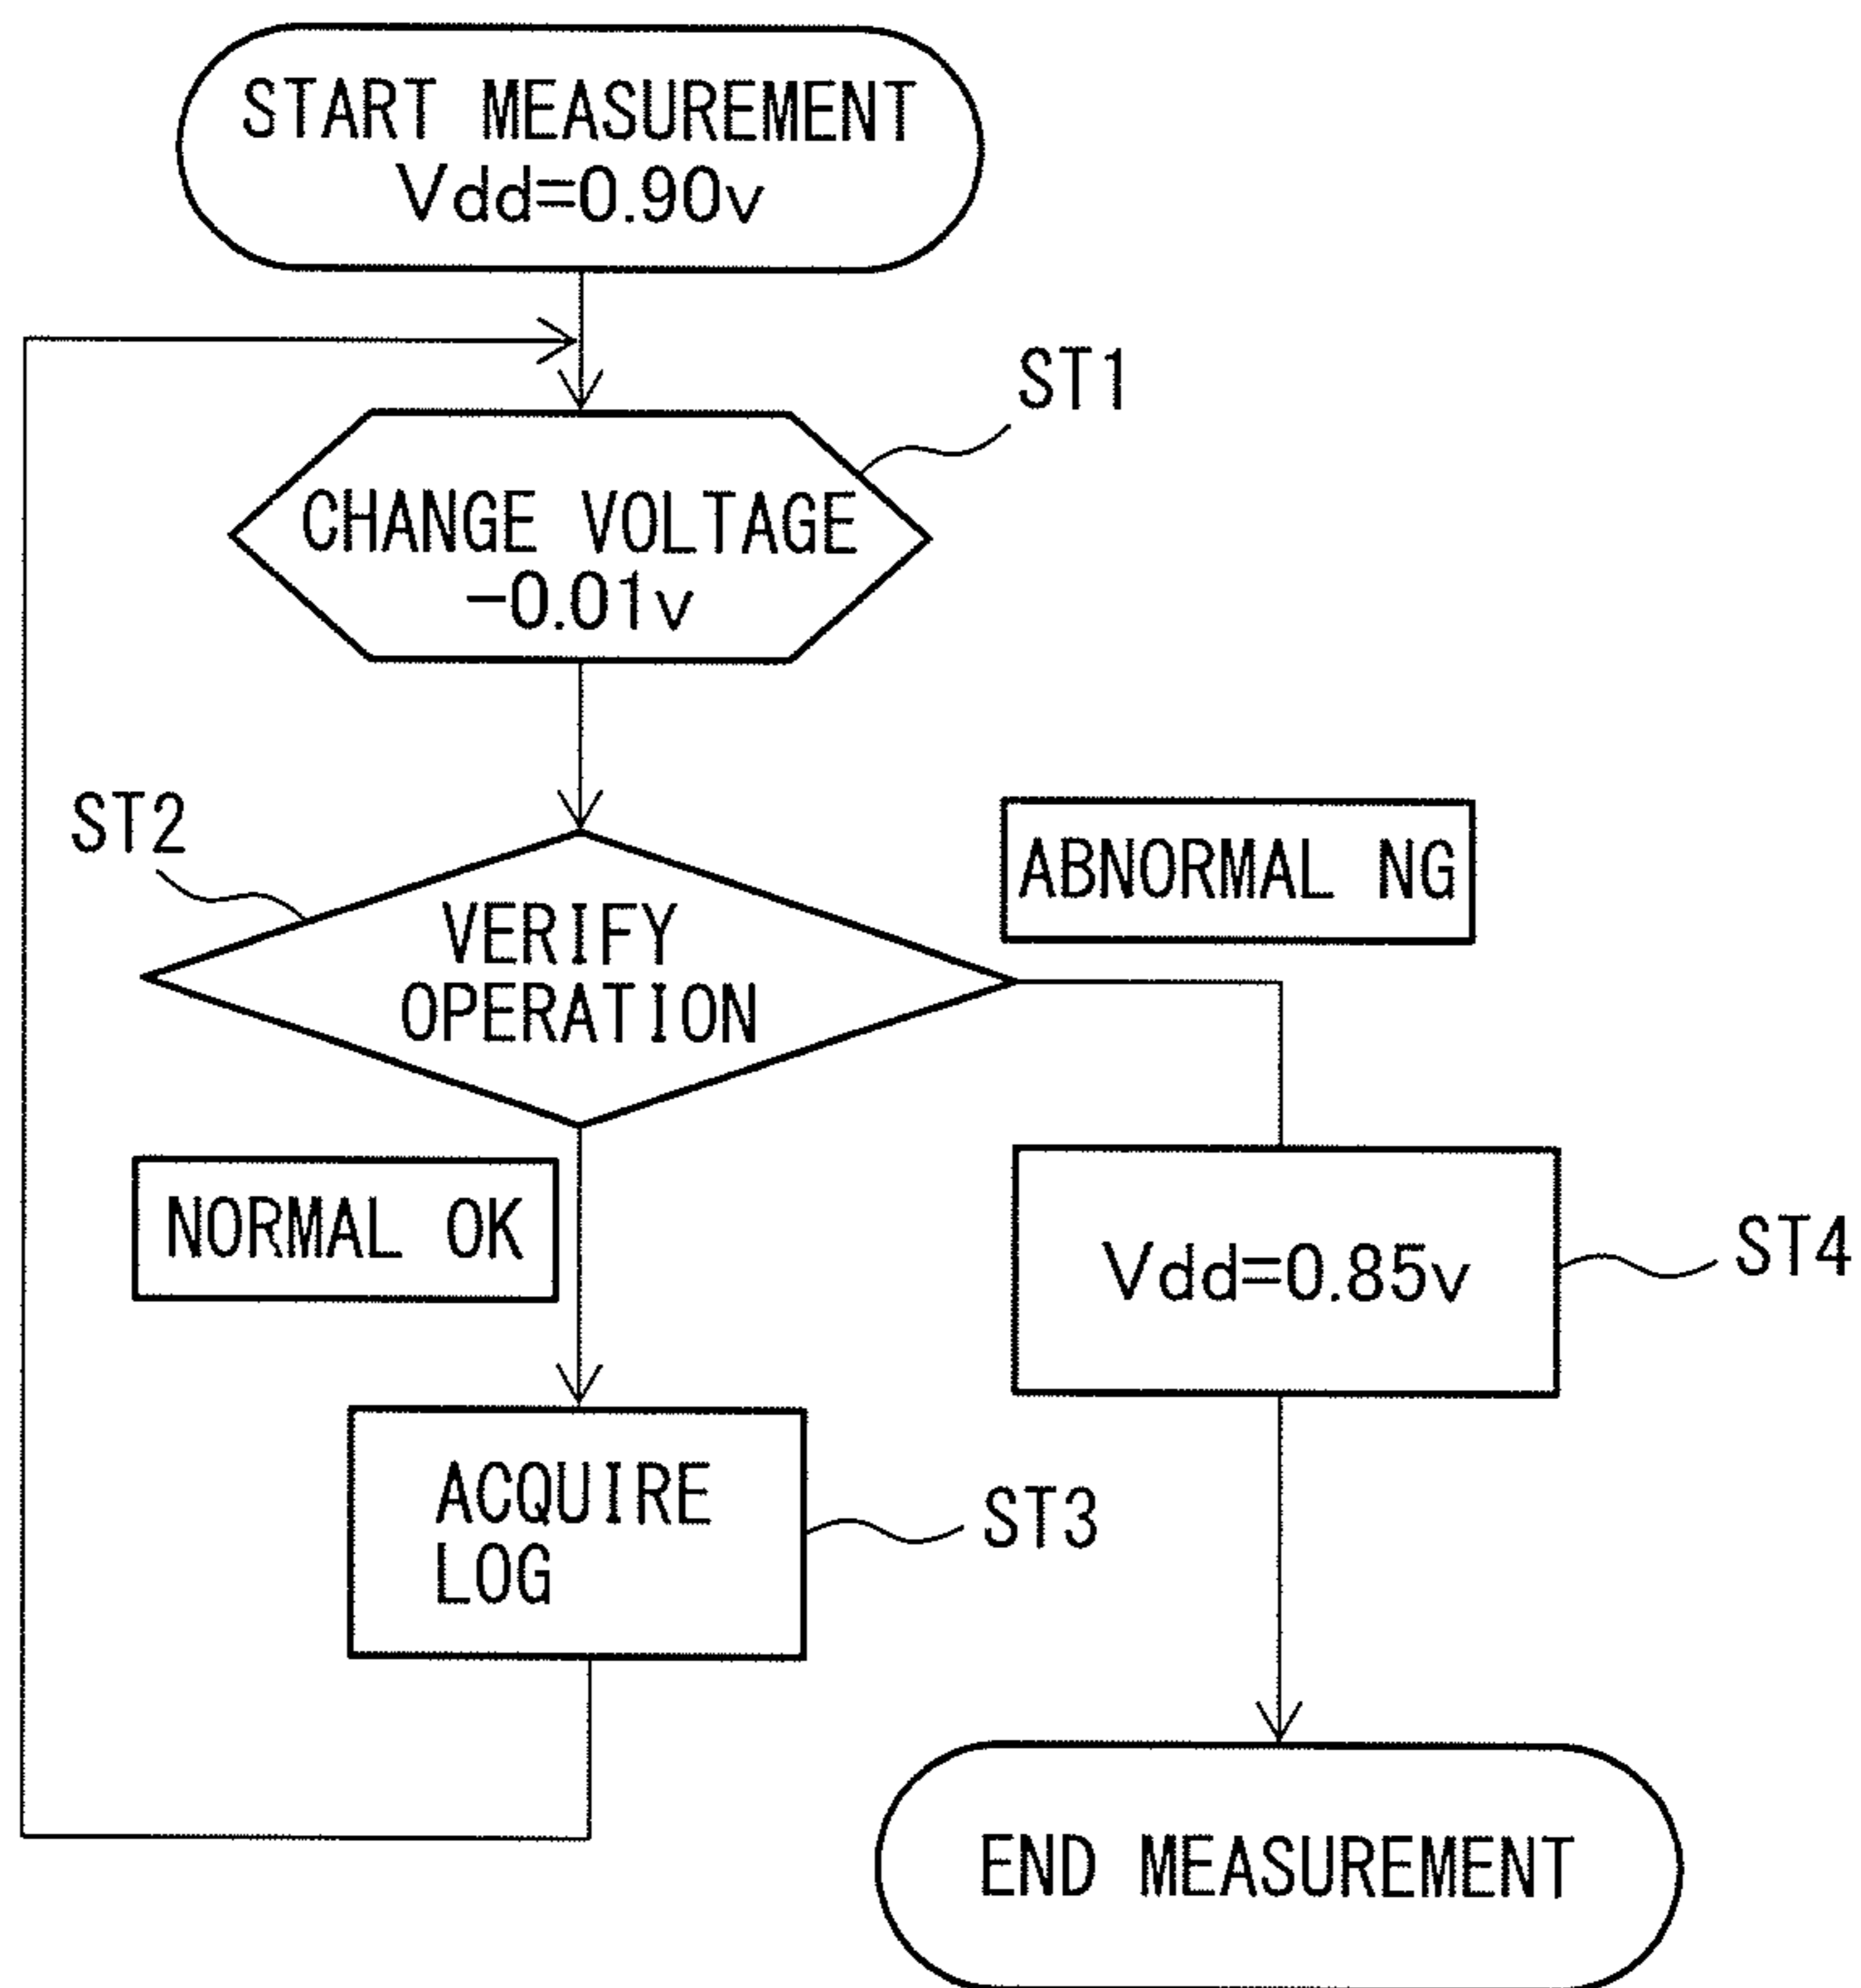 START MEASUREMENT
Vdd=0.90v
ST1
CHANGE VOLTAGE
-0.01v
ST2
VERIFY
OPERATION
ABNORMAL NG
NORMAL OK
Vdd=0.85v
ST4
ACQUIRE
LOG
ST3
END MEASUREMENT